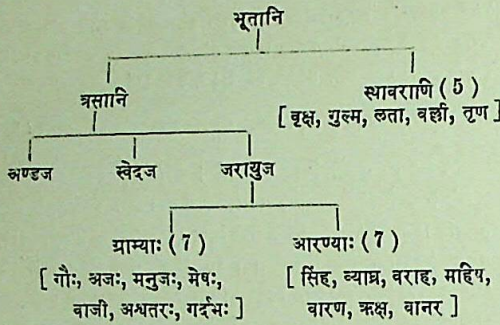 भूतानि
त्रसानि
स्थावराणि (5)
[ वृक्ष, गुल्म, लता, वल्ली, तृण ]
अण्डज स्वेदज जरायुज
ग्राम्याः (7) आरण्याः (7)
[ गौः, अजः, मनुजः, मेषः, [ सिंह, व्याघ्र, वराह, महिष,
वाजी, अश्वतरः, गर्दभः ] वारण, ऋक्ष, वानर ]